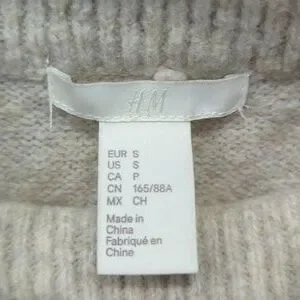 H&M
EUR S
US S
CA P
CN 165/88A
MX CH
Made in
China
Fabriqué en
Chine